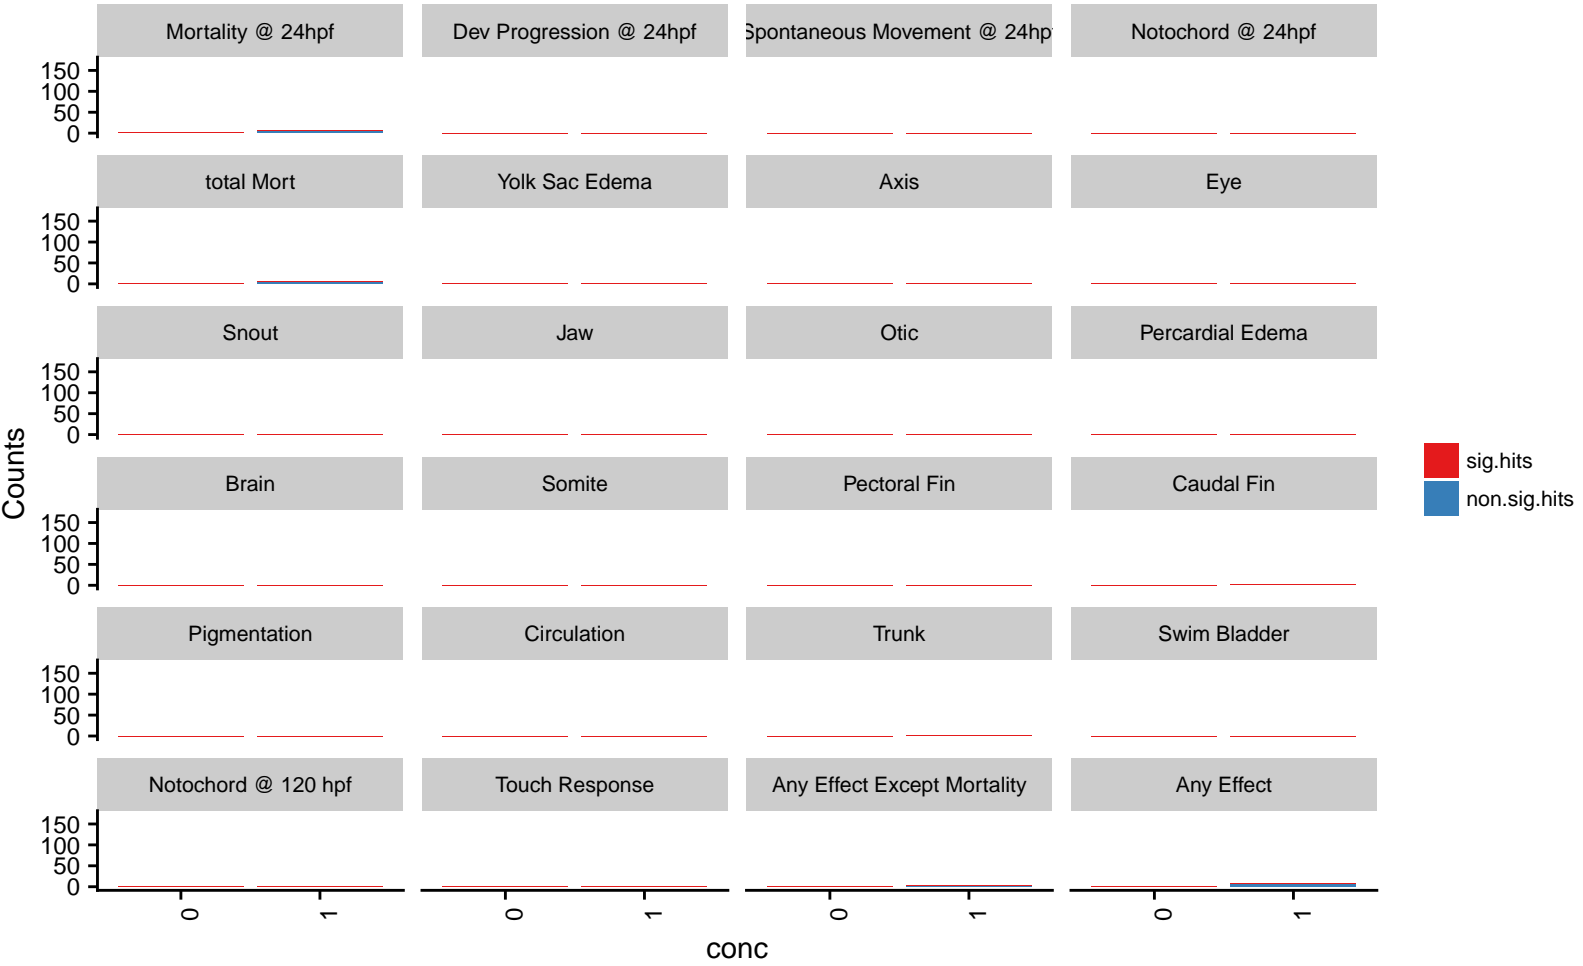 Mortality @ 24hpf
Dev Progression @ 24hpf
Spontaneous Movement @ 24hpf
Notochord @ 24hpf
150
100
50
0
total Mort
Yolk Sac Edema
Axis
Eye
150
100
50
0
Snout
Jaw
Otic
Percardial Edema
150
100
50
0
Counts
sig.hits
non.sig.hits
Brain
Somite
Pectoral Fin
Caudal Fin
150
100
50
0
Pigmentation
Circulation
Trunk
Swim Bladder
150
100
50
0
Notochord @ 120 hpf
Touch Response
Any Effect Except Mortality
Any Effect
150
100
50
0
0
1
0
1
0
1
0
1
conc